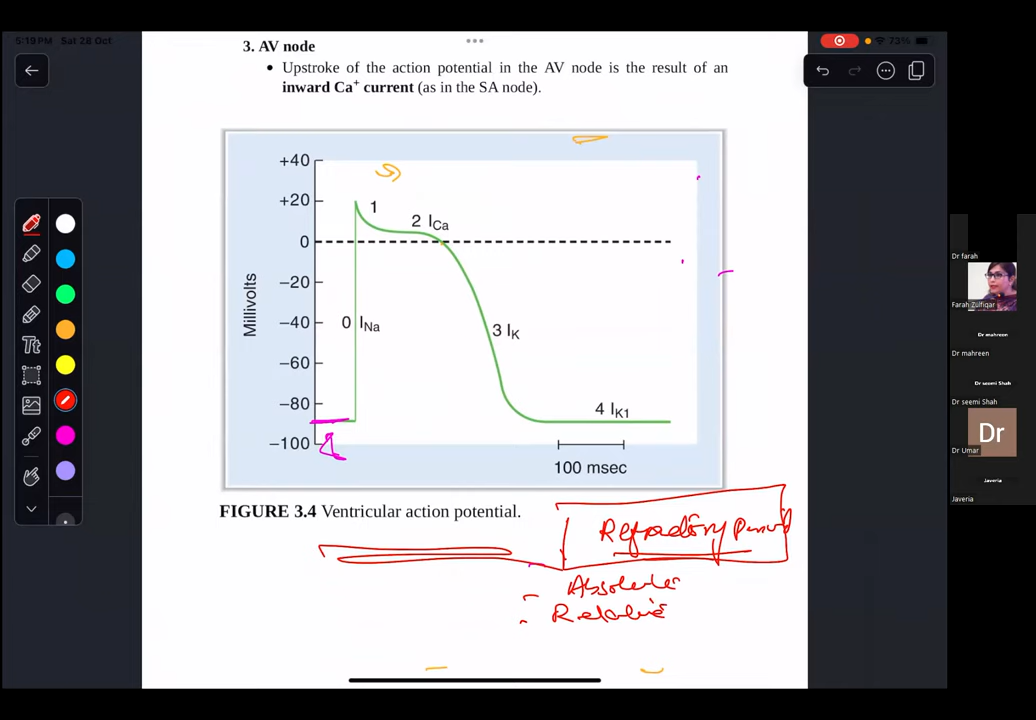 5:19 PM Sat 28 Oct
73%
3. AV node
• Upstroke of the action potential in the AV node is the result of an
inward Ca+ current (as in the SA node).
+40
+20
0
−20
−40
−60
−80
−100
Millivolts
1
2 ICa
0 INa
3 IK
4 IK1
100 msec
FIGURE 3.4 Ventricular action potential.
Refractory period
Absolute
Relative
Tt
Dr farah
Farah Zulfiqar
Dr mahreen
Dr mahreen
Dr seemi Shah
Dr seemi Shah
Dr
Dr Umar
Javeria
Javeria